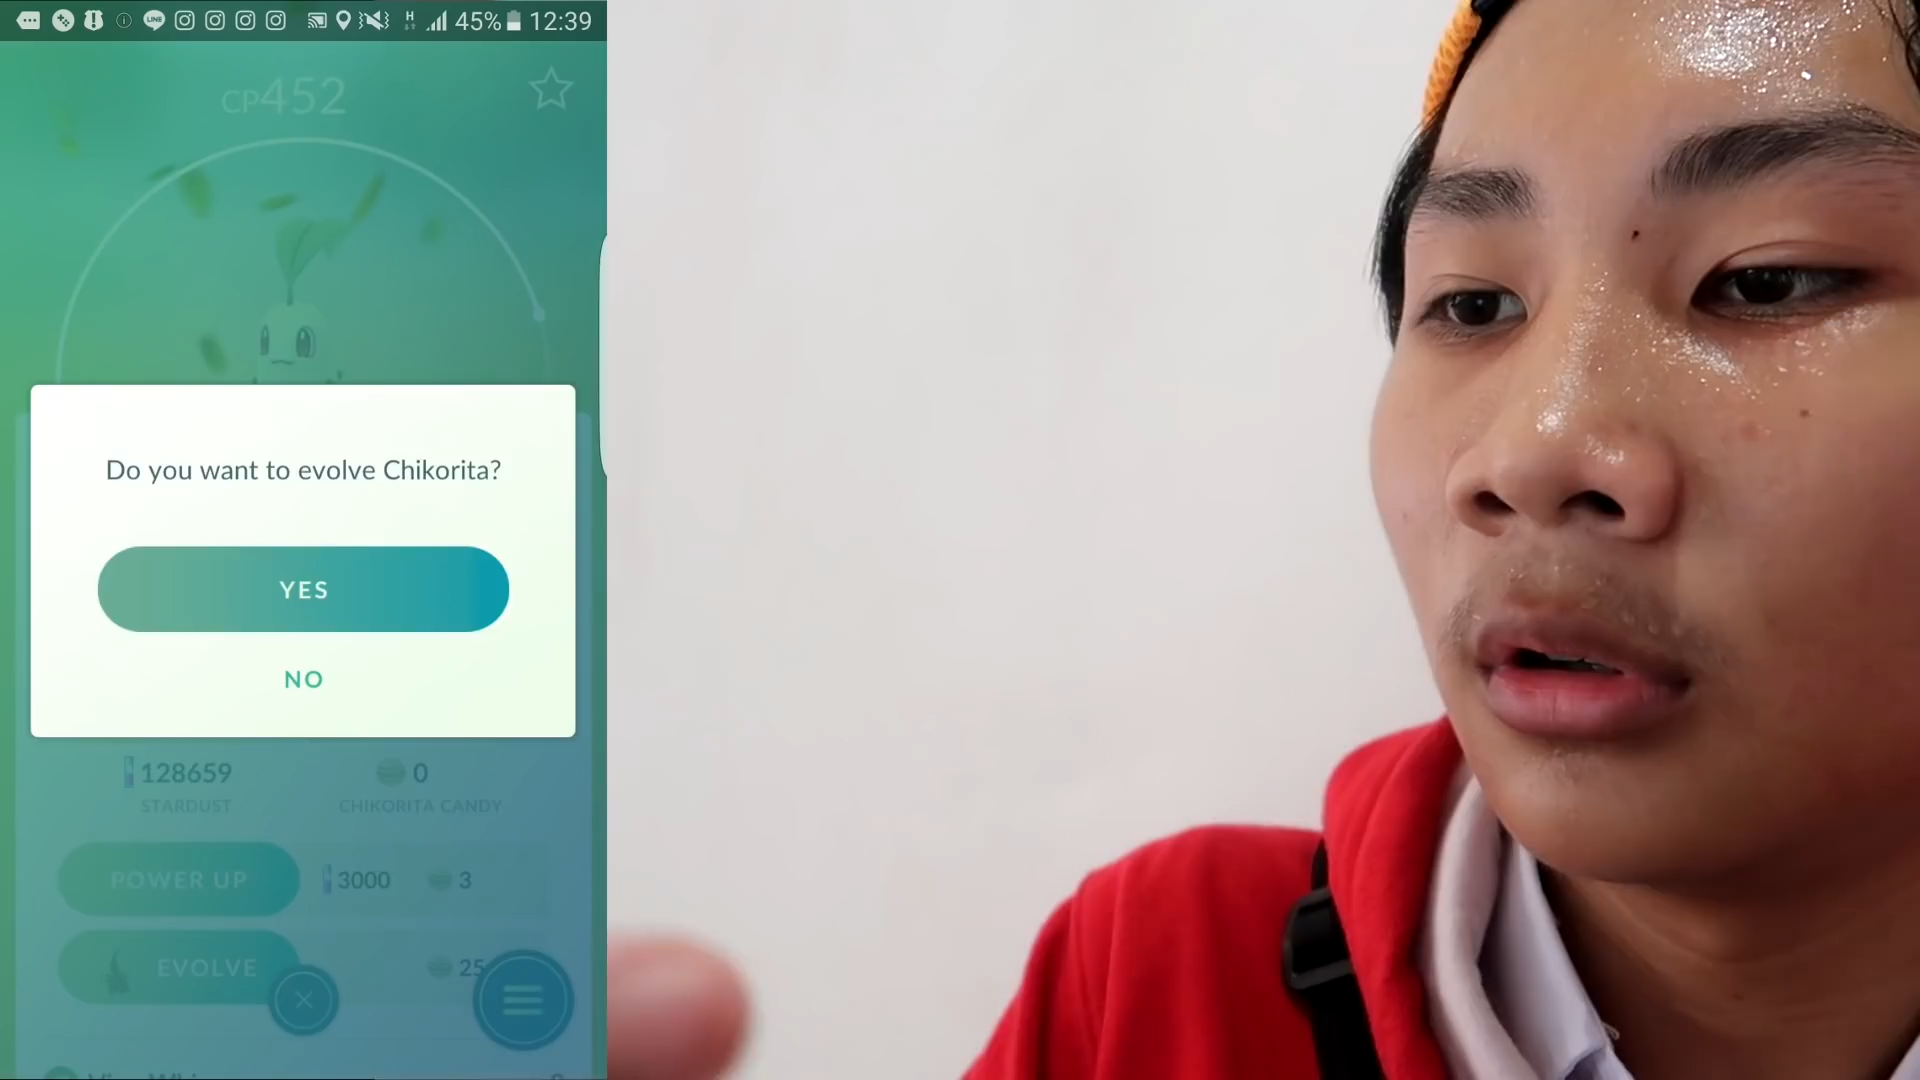 45% 12:39
CP452
Do you want to evolve Chikorita?
YES
NO
128659 0
STARDUST CHIKORITA CANDY
POWER UP 3000 3
EVOLVE 25